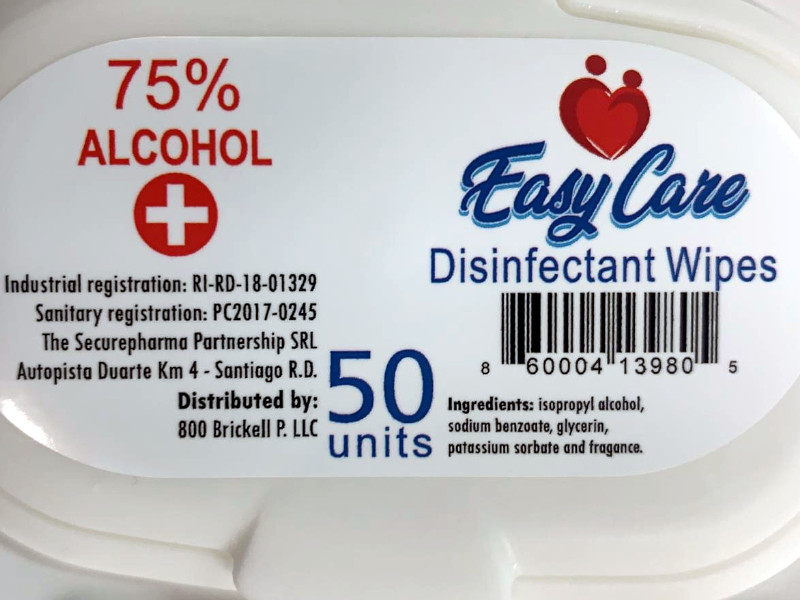 75%
ALCOHOL
Industrial registration: RI-RD-18-01329
Sanitary registration: PC2017-0245
The Securepharma Partnership SRL
Autopista Duarte Km 4 - Santiago R.D.
Distributed by:
800 Brickell P. LLC
50
units
Easy Care
Disinfectant Wipes
8 60004 13980 5
Ingredients: isopropyl alcohol,
sodium benzoate, glycerin,
patassium sorbate and fragance.